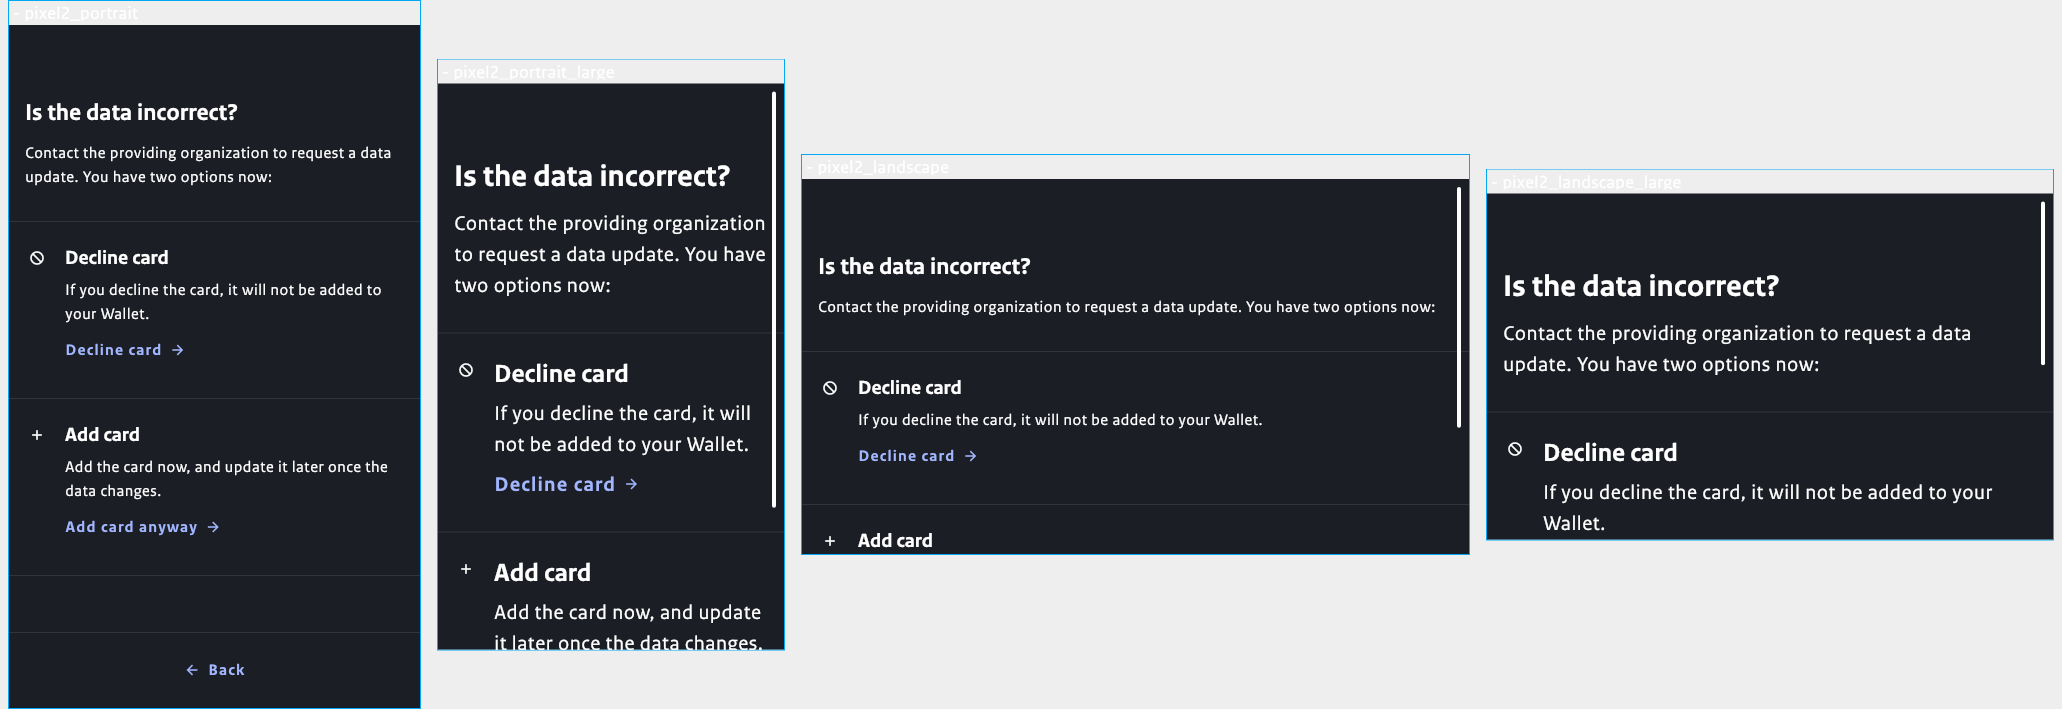 - pixel2_portrait
Is the data incorrect?
Contact the providing organization to request a data
update. You have two options now:
Decline card
If you decline the card, it will not be added to
your Wallet.
Decline card →
Add card
Add the card now, and update it later once the
data changes.
Add card anyway →
← Back
- pixel2_portrait_large
Is the data incorrect?
Contact the providing organization
to request a data update. You have
two options now:
Decline card
If you decline the card, it will
not be added to your Wallet.
Decline card →
Add card
Add the card now, and update
it later once the data changes.
- pixel2_landscape
Is the data incorrect?
Contact the providing organization to request a data update. You have two options now:
Decline card
If you decline the card, it will not be added to your Wallet.
Decline card →
Add card
- pixel2_landscape_large
Is the data incorrect?
Contact the providing organization to request a data
update. You have two options now:
Decline card
If you decline the card, it will not be added to your
Wallet.